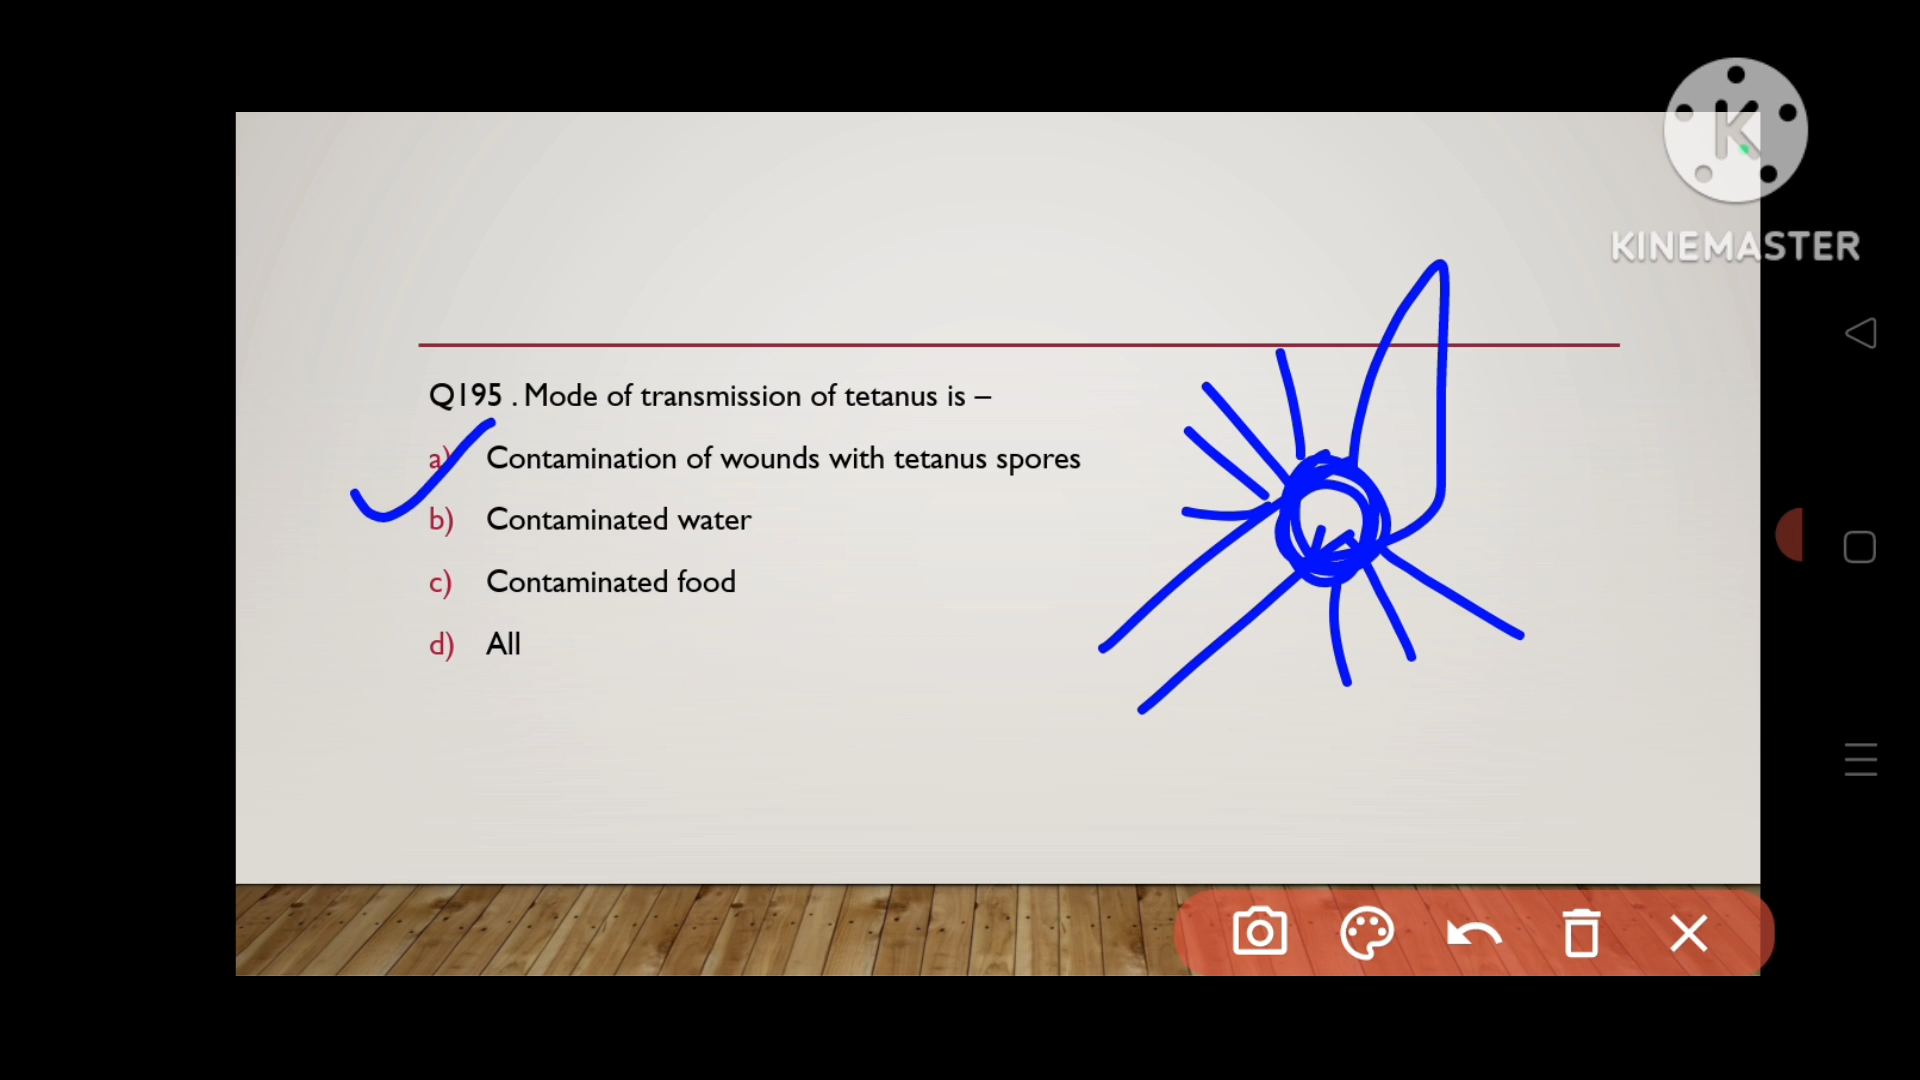 KINEMASTER
Q195 . Mode of transmission of tetanus is –
a) Contamination of wounds with tetanus spores
b) Contaminated water
c) Contaminated food
d) All